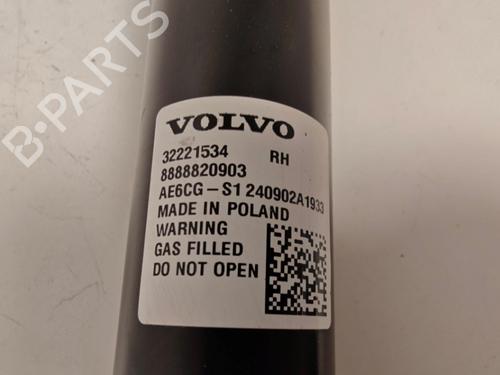 B-PARTS
VOLVO
32221534 RH
8888820903
AE6CG-S1 240902A1933
MADE IN POLAND
WARNING
GAS FILLED
DO NOT OPEN